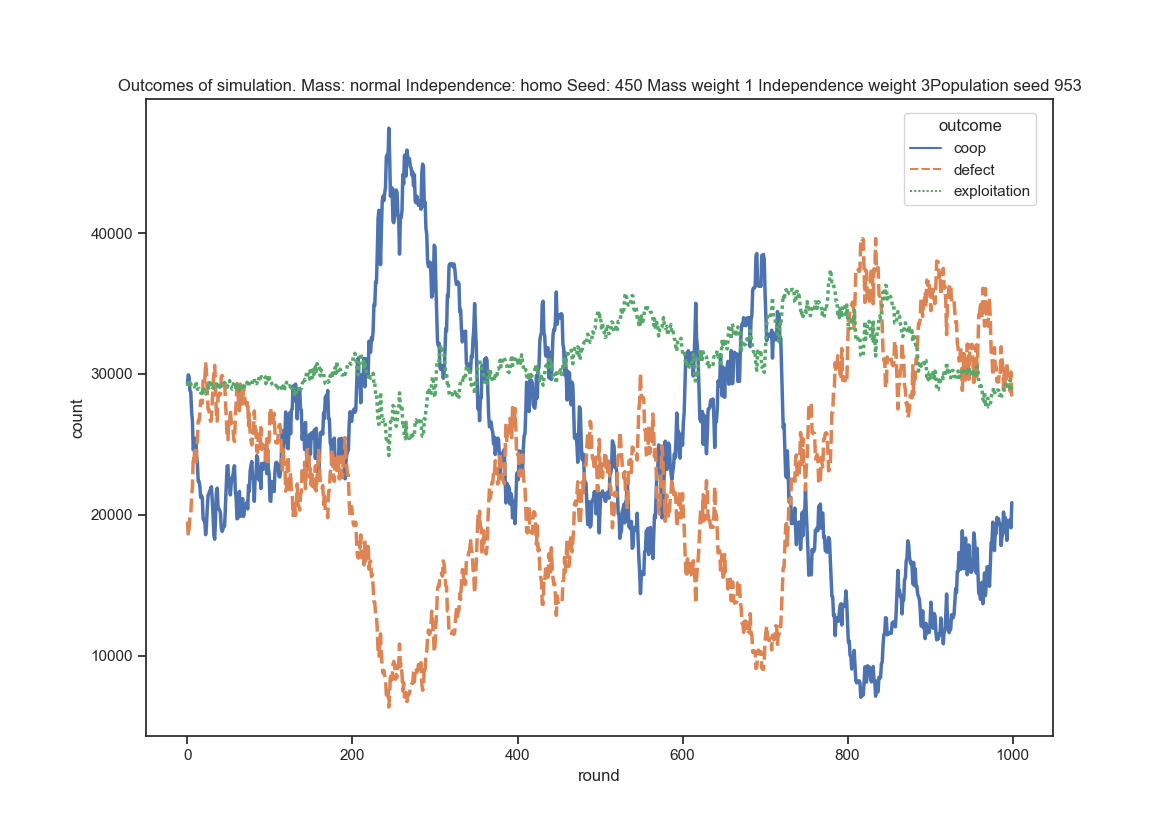 Outcomes of simulation. Mass: normal Independence: homo Seed: 450 Mass weight 1 Independence weight 3Population seed 953
outcome
coop
defect
exploitation
count
40000
30000
20000
10000
0
200
400
600
800
1000
round